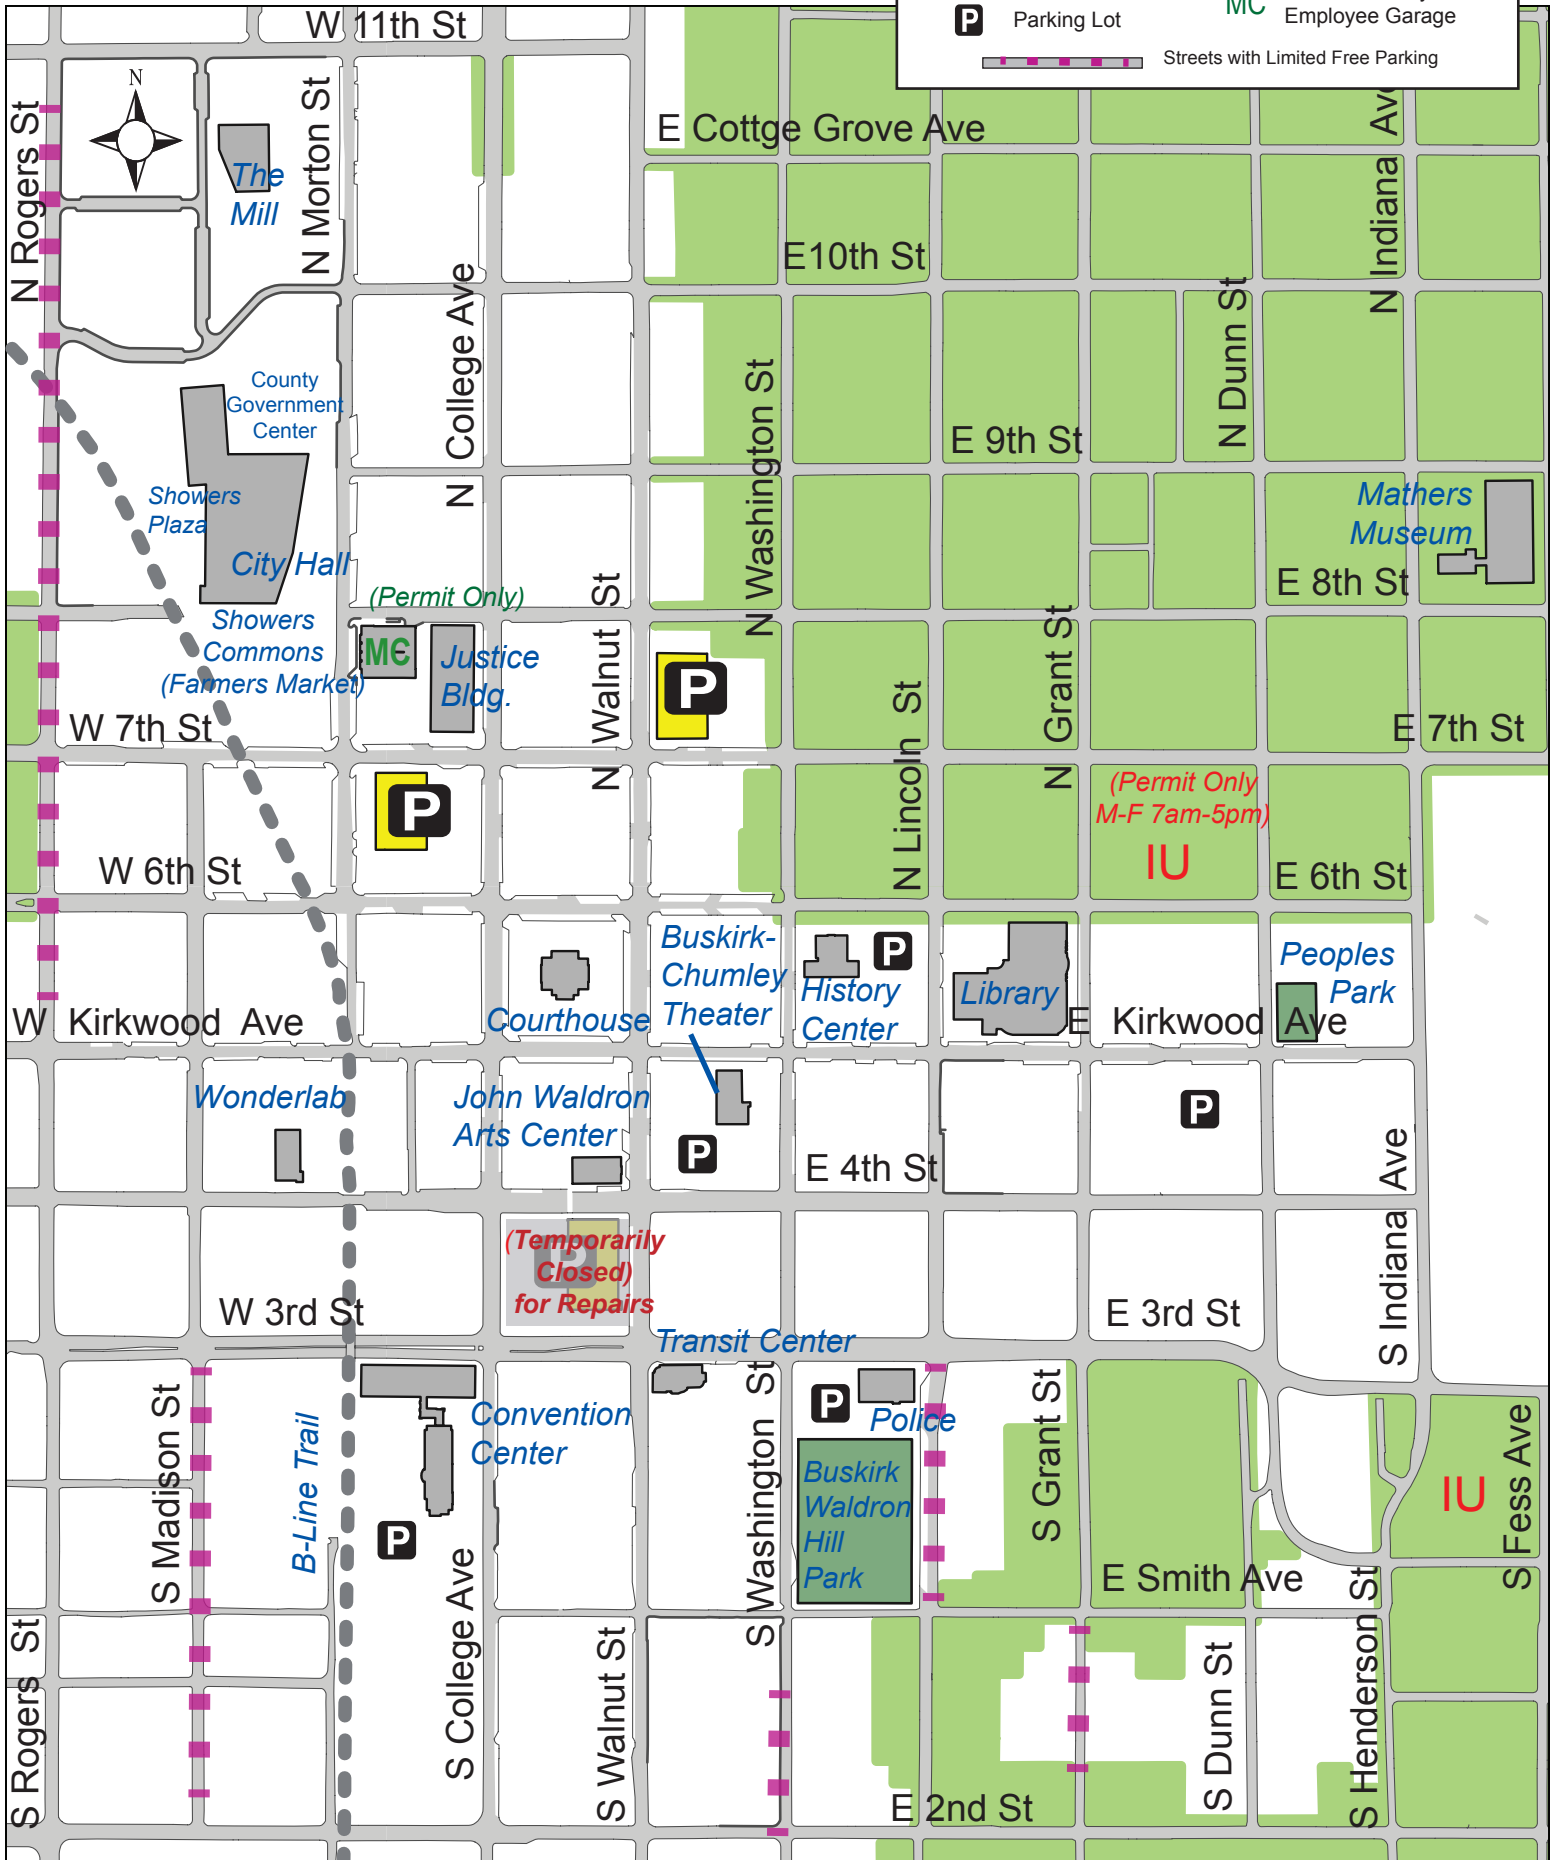 P Parking Lot
MC
Employee Garage
Streets with Limited Free Parking
W 11th St
N
N Rogers St
The
Mill
N Morton St
E Cottge Grove Ave
N Indiana Ave
E10th St
N College Ave
N Dunn St
County
Government
Center
N Washington St
E 9th St
Showers
Plaza
City Hall
Mathers
Museum
E 8th St
(Permit Only)
N Walnut St
Showers
Commons
(Farmers Market)
MC
Justice
Bldg.
P
N Lincoln St
N Grant St
W 7th St
E 7th St
P
(Permit Only
M-F 7am-5pm)
IU
W 6th St
E 6th St
Buskirk-
Chumley
Theater
P
History
Center
Library
Peoples
Park
W Kirkwood Ave
Courthouse
E Kirkwood Ave
Wonderlab
John Waldron
Arts Center
P
P
E 4th St
S Indiana Ave
P
(Temporarily
Closed)
for Repairs
W 3rd St
E 3rd St
Transit Center
S Madison St
B-Line Trail
Convention
Center
P
S Washington St
P
Police
Buskirk
Waldron
Hill
Park
S Grant St
IU
S Fess Ave
E Smith Ave
S Rogers St
S College Ave
S Walnut St
S Dunn St
S Henderson St
E 2nd St